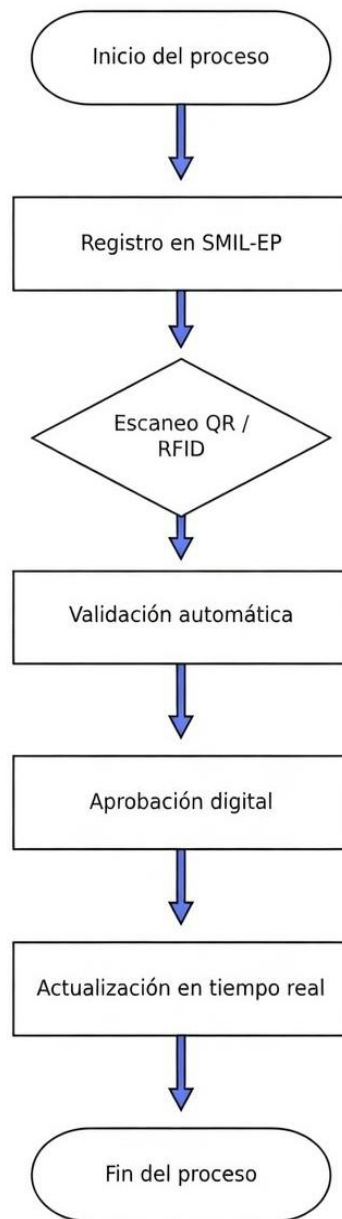 Inicio del proceso
Registro en SMIL-EP
Escaneo QR /
RFID
Validación automática
Aprobación digital
Actualización en tiempo real
Fin del proceso